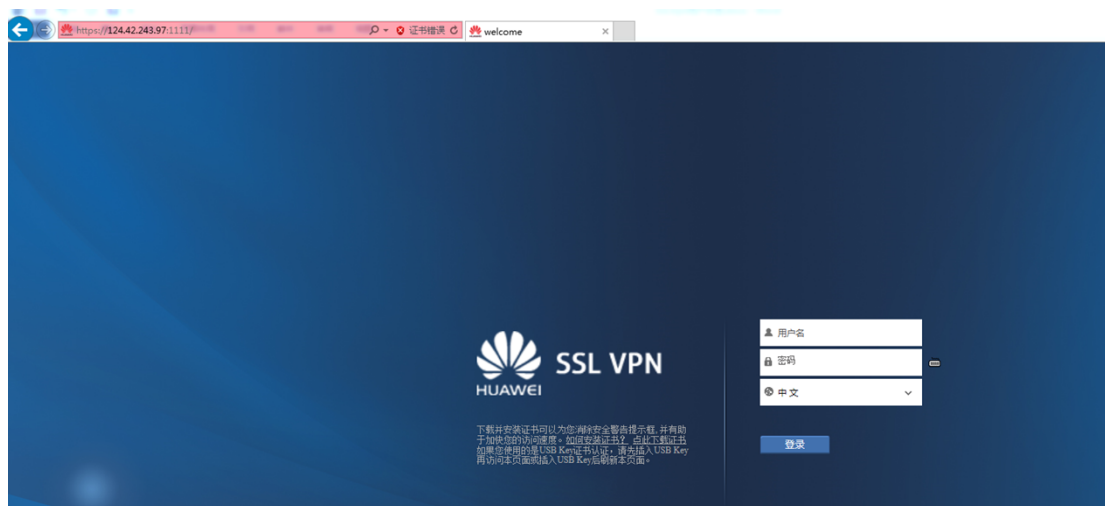 https://124.42.243.97:1111/
证书错误
welcome
用户名
密码
中文
登录
SSL VPN
HUAWEI
下载并安装证书可以为您消除安全警告提示框,并有助
于加快您的访问速度。如何安装证书？ 点此下载证书
如果您使用的是USB Key证书认证，请先插入USB Key
再访问本页面或插入USB Key后刷新本页面。